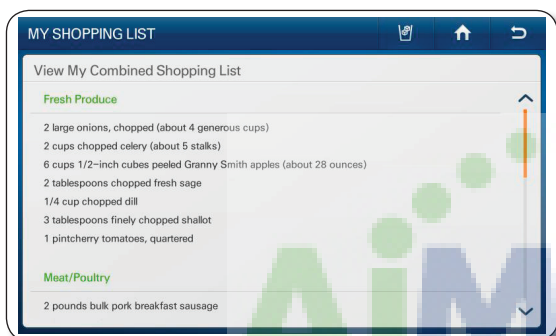 MY SHOPPING LIST
View My Combined Shopping List
Fresh Produce
2 large onions, chopped (about 4 generous cups)
2 cups chopped celery (about 5 stalks)
6 cups 1/2-inch cubes peeled Granny Smith apples (about 28 ounces)
2 tablespoons chopped fresh sage
1/4 cup chopped dill
3 tablespoons finely chopped shallot
1 pintcherry tomatoes, quartered
Meat/Poultry
2 pounds bulk pork breakfast sausage
AiM